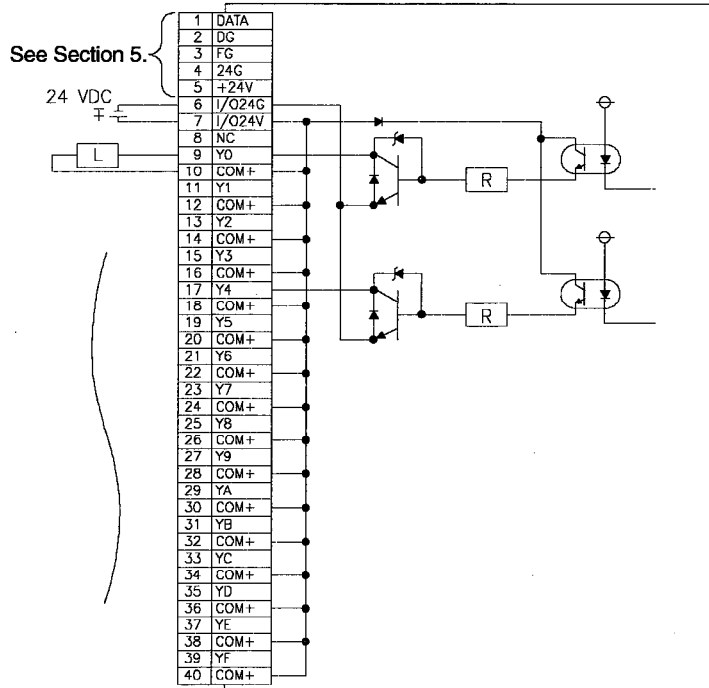 See Section 5.
24 VDC
L
1 DATA
2 DG
3 FG
4 24G
5 +24V
6 I/O24G
7 I/O24V
8 NC
9 Y0
10 COM+
11 Y1
12 COM+
13 Y2
14 COM+
15 Y3
16 COM+
17 Y4
18 COM+
19 Y5
20 COM+
21 Y6
22 COM+
23 Y7
24 COM+
25 Y8
26 COM+
27 Y9
28 COM+
29 YA
30 COM+
31 YB
32 COM+
33 YC
34 COM+
35 YD
36 COM+
37 YE
38 COM+
39 YF
40 COM+
R
R